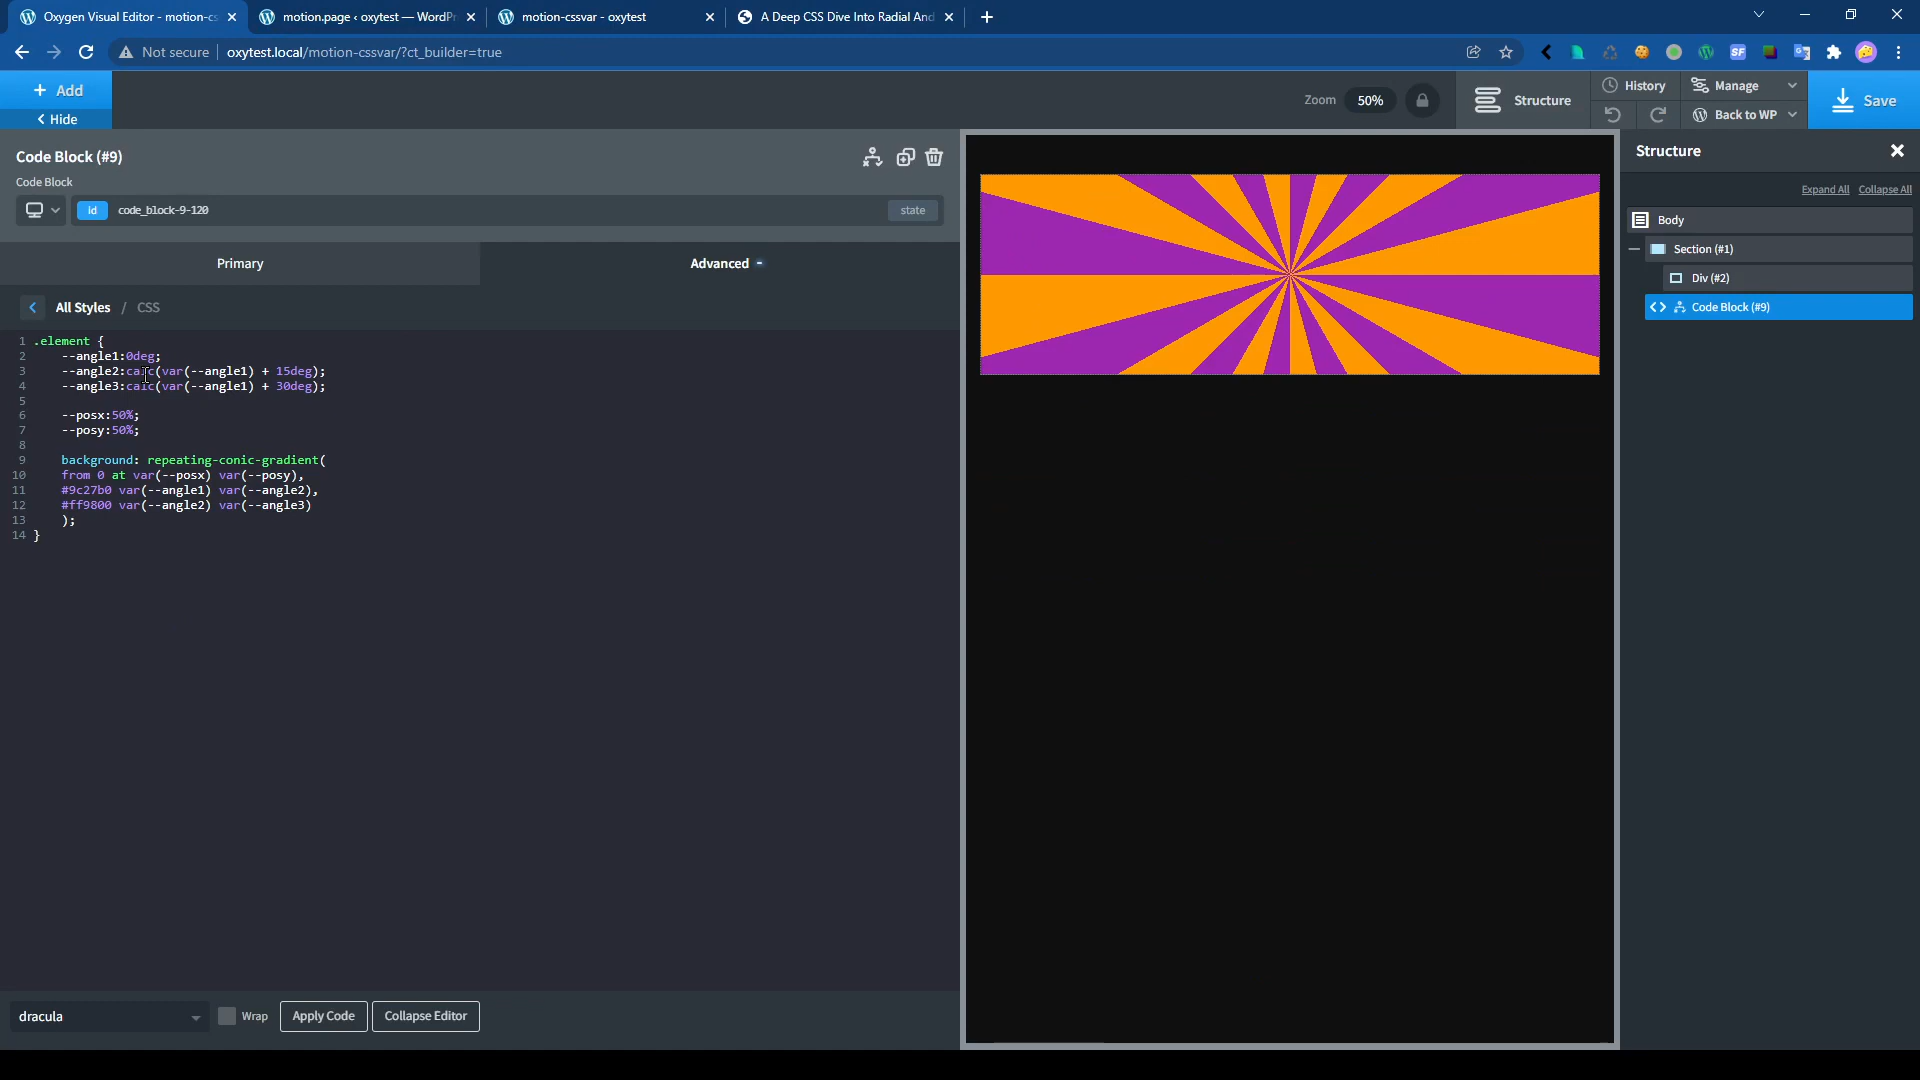 Oxygen Visual Editor - motion-cs
motion.page ‹ oxytest — WordPr
motion-cssvar - oxytest
A Deep CSS Dive Into Radial And
Not secure
oxytest.local/motion-cssvar/?ct_builder=true
SF
+ Add
Hide
Zoom
50%
Structure
History
Manage
Back to WP
Save
Code Block (#9)
Code Block
id
code_block-9-120
state
Primary
Advanced
All Styles / CSS
1 .element {
2 --angle1:0deg;
3 --angle2:calc(var(--angle1) + 15deg);
4 --angle3:calc(var(--angle1) + 30deg);
5
6 --posx:50%;
7 --posy:50%;
8
9 background: repeating-conic-gradient(
10 from 0 at var(--posx) var(--posy),
11 #9c27b0 var(--angle1) var(--angle2),
12 #ff9800 var(--angle2) var(--angle3)
13 );
14 }
dracula
Wrap
Apply Code
Collapse Editor
Structure
Expand All
Collapse All
Body
Section (#1)
Div (#2)
Code Block (#9)